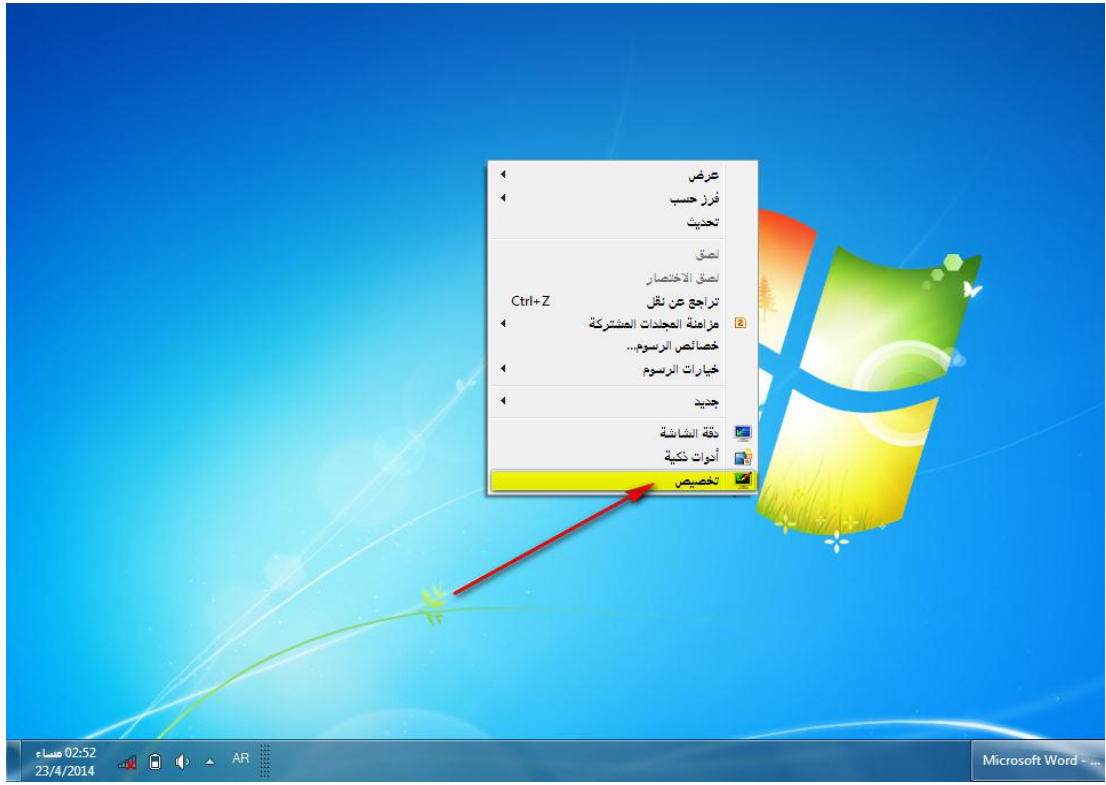 عرض
فرز حسب
تحديث
لصق
لصق الاختصار
تراجع عن نقل Ctrl+Z
مزامنة المجلدات المشتركة
خصائص الرسوم...
خيارات الرسوم
جديد
دقة الشاشة
أدوات ذكية
تخصيص
Microsoft Word - ...
AR
02:52 مساء
23/4/2014